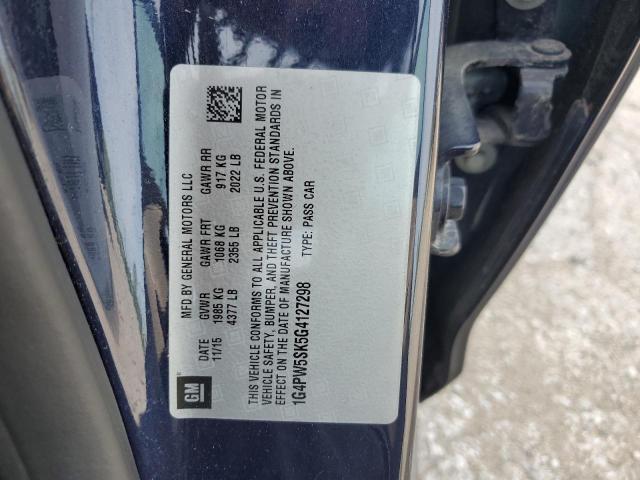 GM
MFD BY GENERAL MOTORS LLC
DATE GVWR GAWR FRT GAWR RR
11/15 1985 KG 1068 KG 917 KG
4377 LB 2355 LB 2022 LB
THIS VEHICLE CONFORMS TO ALL APPLICABLE U.S. FEDERAL MOTOR
VEHICLE SAFETY, BUMPER, AND THEFT PREVENTION STANDARDS IN
EFFECT ON THE DATE OF MANUFACTURE SHOWN ABOVE.
1G4PW5SK5G4127298 TYPE: PASS CAR